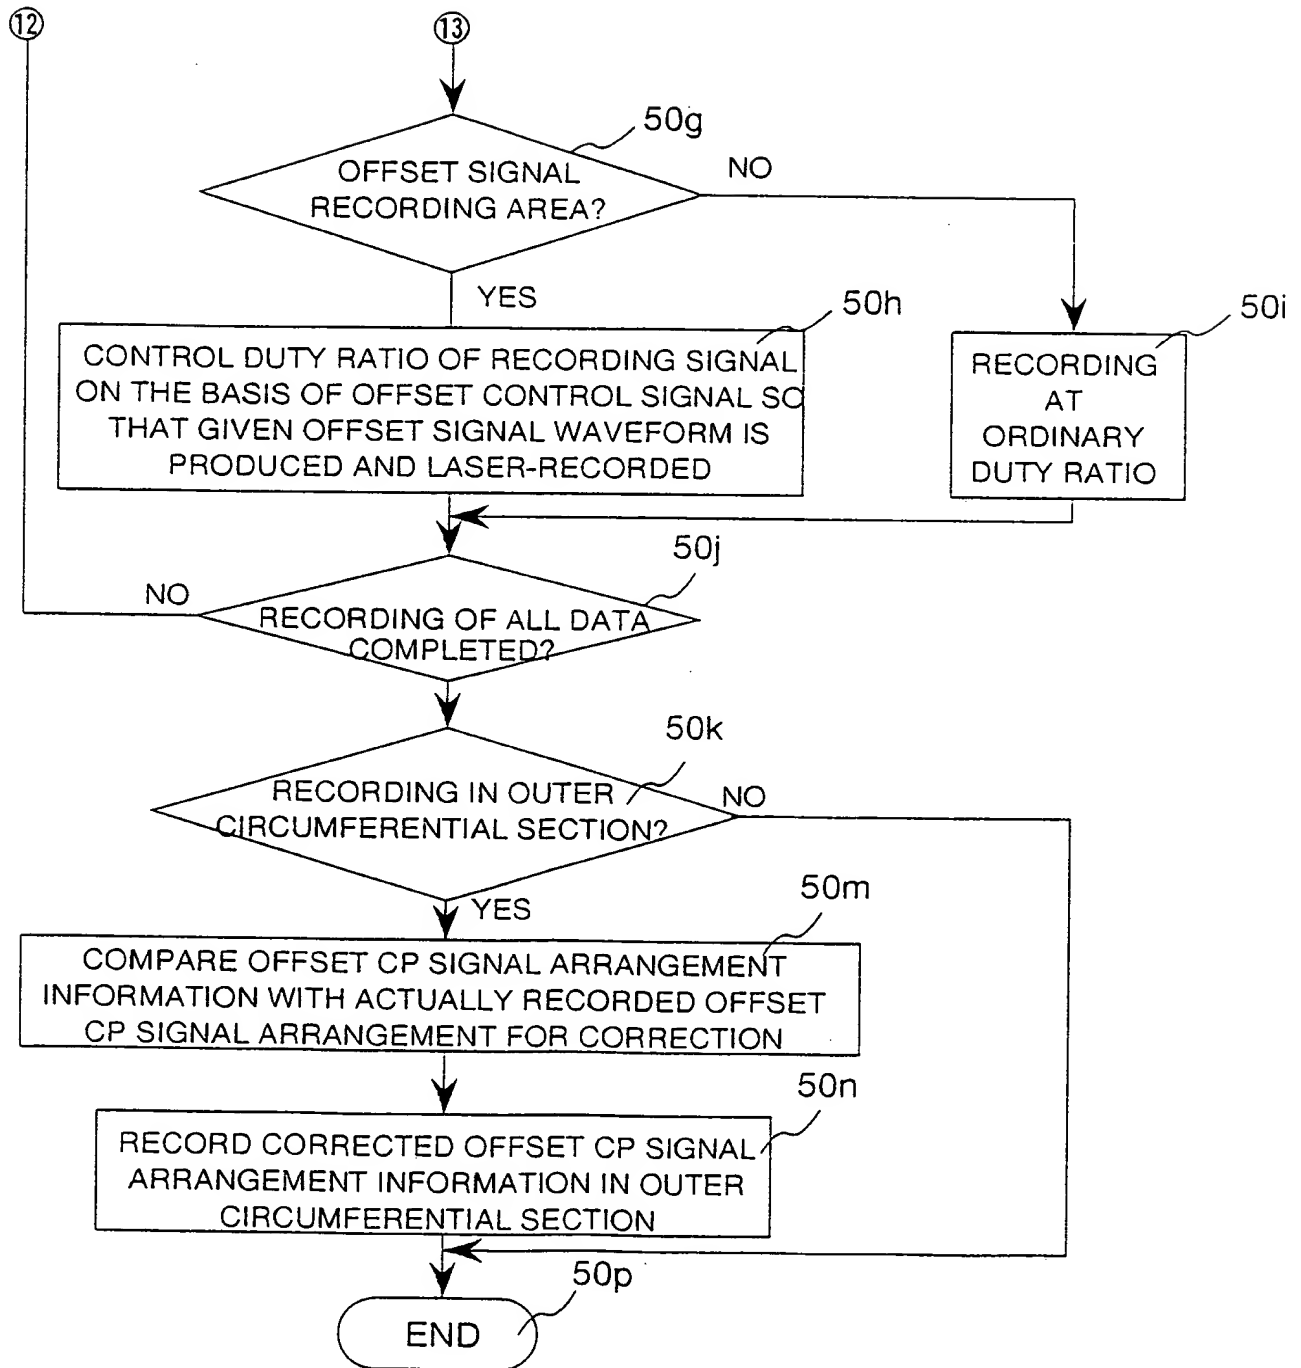 12
13
50g
OFFSET SIGNAL
RECORDING AREA?
NO
YES
50h
50i
CONTROL DUTY RATIO OF RECORDING SIGNAL
ON THE BASIS OF OFFSET CONTROL SIGNAL SO
THAT GIVEN OFFSET SIGNAL WAVEFORM IS
PRODUCED AND LASER-RECORDED
RECORDING
AT
ORDINARY
DUTY RATIO
50j
NO
RECORDING OF ALL DATA
COMPLETED?
50k
RECORDING IN OUTER
CIRCUMFERENTIAL SECTION?
NO
YES
50m
COMPARE OFFSET CP SIGNAL ARRANGEMENT
INFORMATION WITH ACTUALLY RECORDED OFFSET
CP SIGNAL ARRANGEMENT FOR CORRECTION
50n
RECORD CORRECTED OFFSET CP SIGNAL
ARRANGEMENT INFORMATION IN OUTER
CIRCUMFERENTIAL SECTION
50p
END